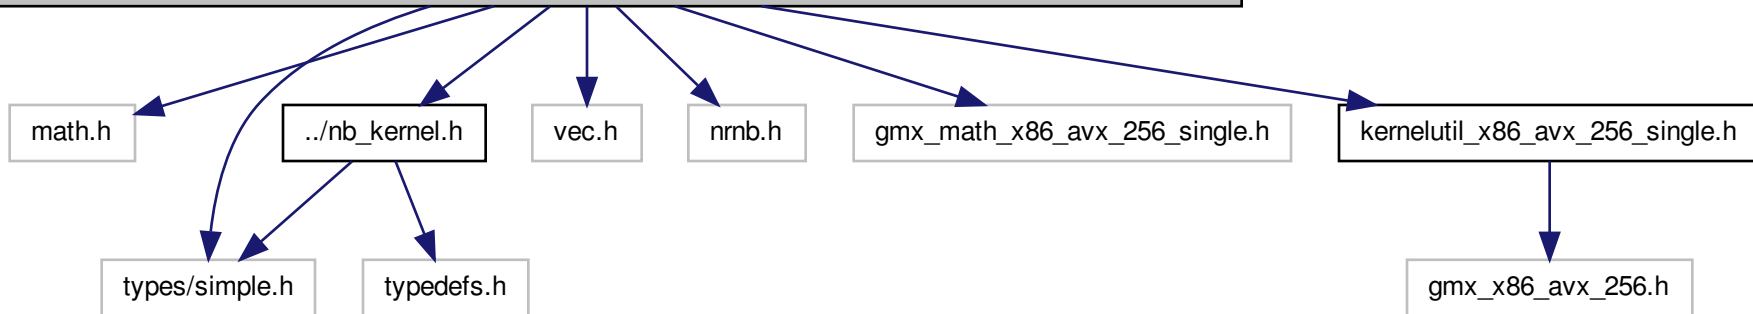 math.h
../nb_kernel.h
vec.h
nrnb.h
gmx_math_x86_avx_256_single.h
kernelutil_x86_avx_256_single.h
types/simple.h
typedefs.h
gmx_x86_avx_256.h